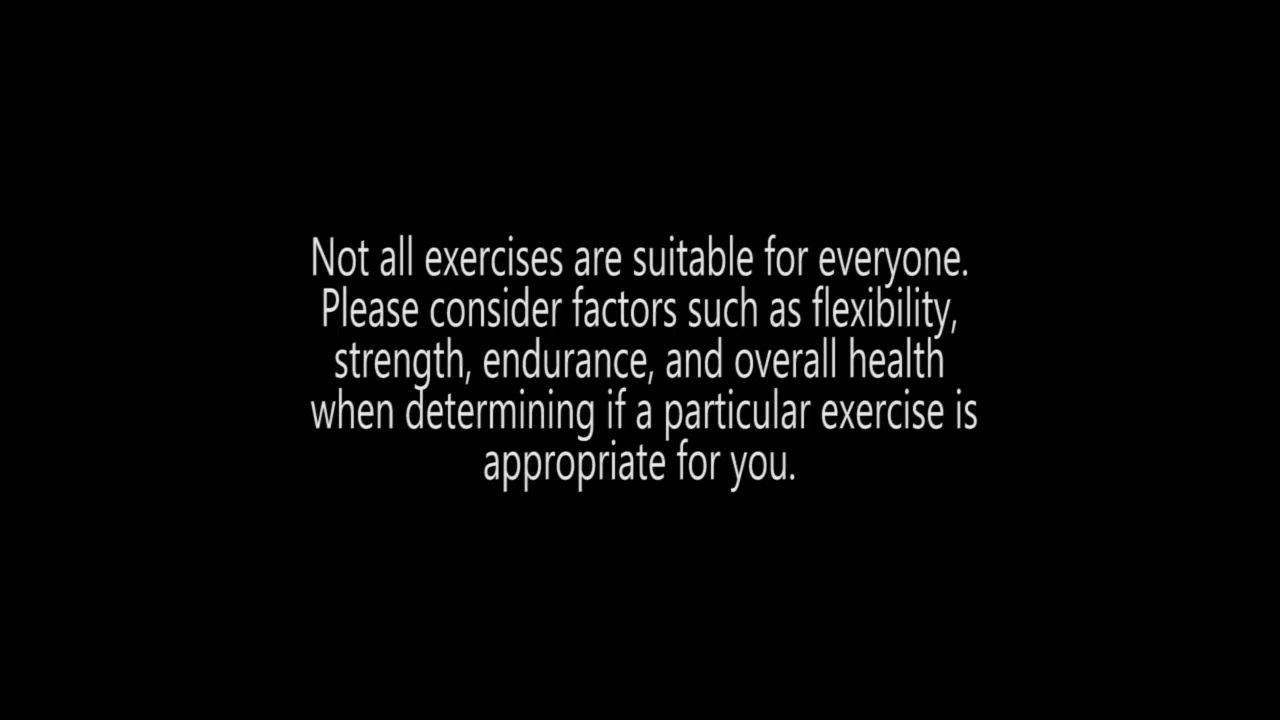 Not all exercises are suitable for everyone.
Please consider factors such as flexibility,
strength, endurance, and overall health
when determining if a particular exercise is
appropriate for you.